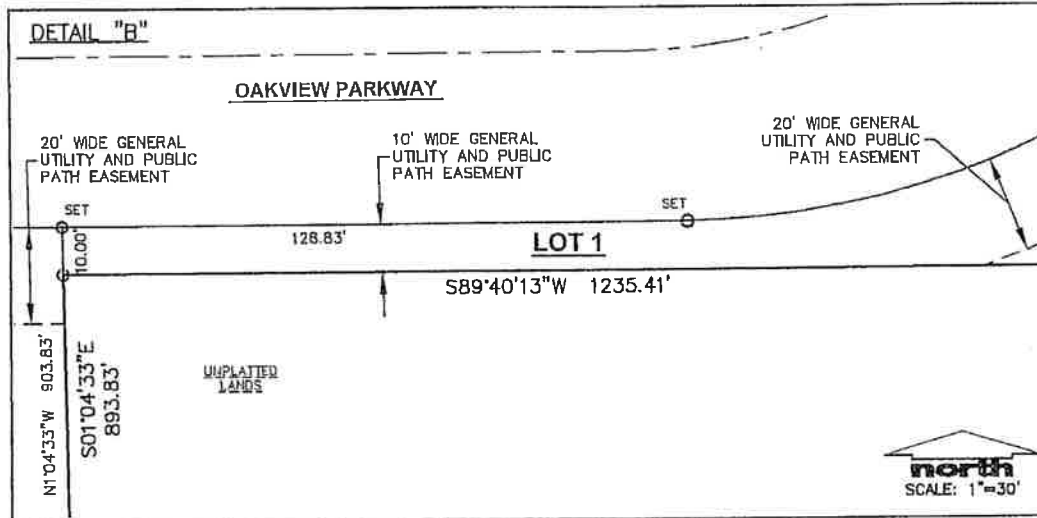 DETAIL "B"
OAKVIEW PARKWAY
20' WIDE GENERAL
UTILITY AND PUBLIC
PATH EASEMENT
10' WIDE GENERAL
UTILITY AND PUBLIC
PATH EASEMENT
20' WIDE GENERAL
UTILITY AND PUBLIC
PATH EASEMENT
SET
SET
128.83'
LOT 1
10.00'
S89°40'13"W 1235.41'
N1°04'33"W 903.83'
S01°04'33"E
893.83'
UNPLATTED
LANDS
north
SCALE: 1"=30'